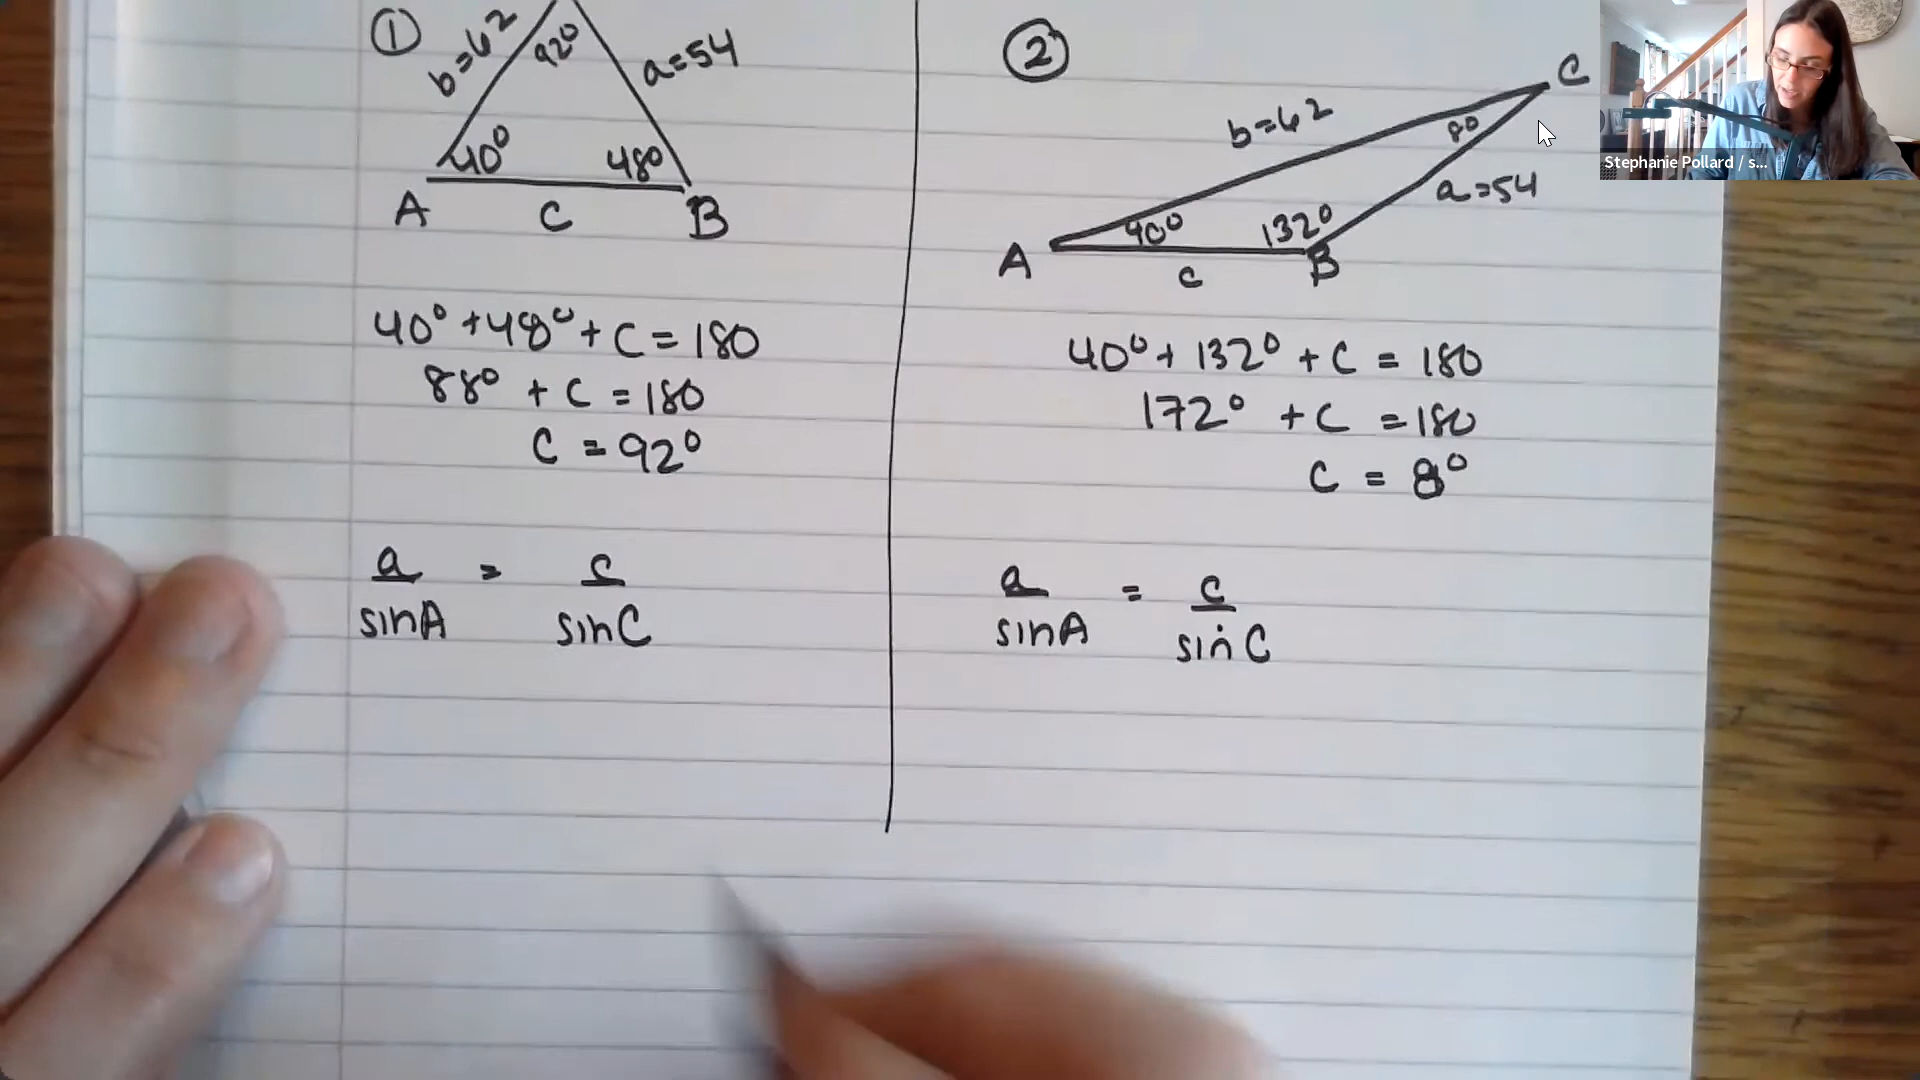 ①
b=62
92°
a=54
40°
48°
A
C
B
40° +48° + C = 180
88° + C = 180
C = 92°
a = c
sinA sinC
②
C
b=62
8°
a=54
40°
132°
A
c
B
40° + 132° + C = 180
172° + C = 180
C = 8°
a = c
sinA sinC
Stephanie Pollard / s...